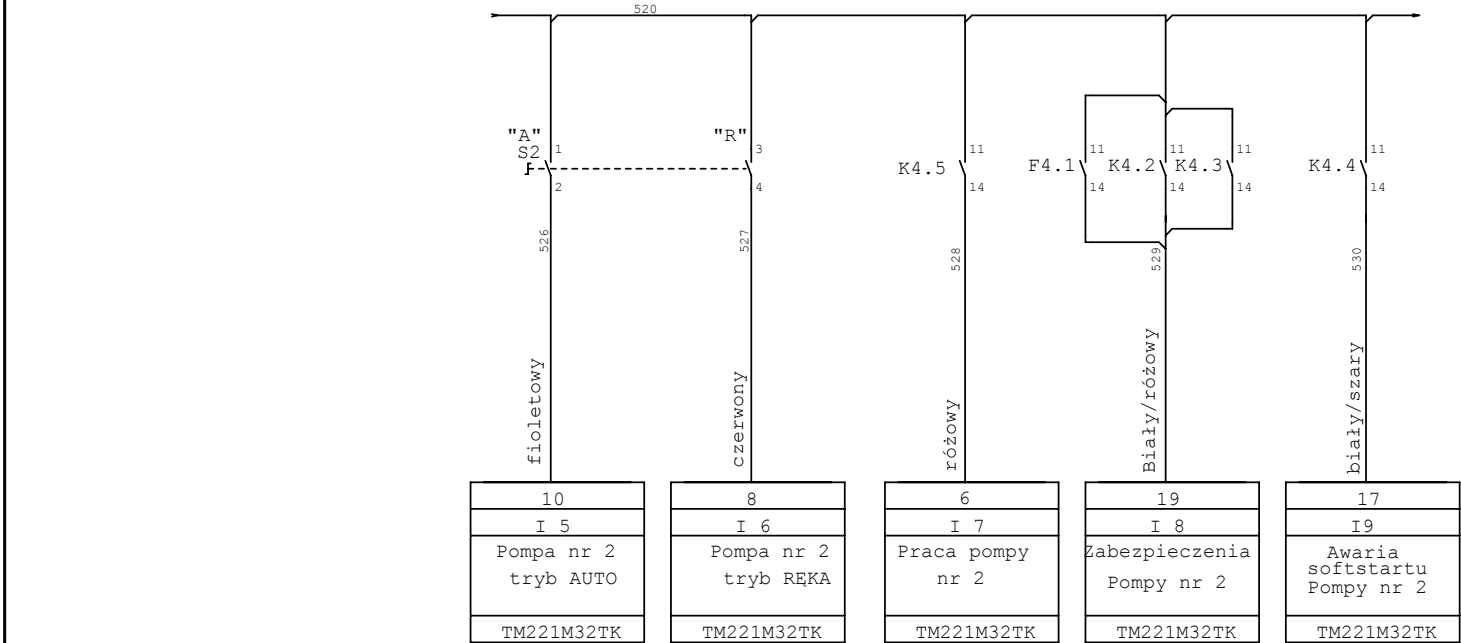 520
"A"
S2
1
2
"R"
3
4
K4.5
11
14
F4.1
11
14
K4.2
11
14
K4.3
11
14
K4.4
11
14
526
527
528
529
530
fioletowy
czerwony
różowy
Biały/różowy
biały/szary
10
8
6
19
17
I 5
I 6
I 7
I 8
I9
Pompa nr 2
tryb AUTO
Pompa nr 2
tryb RĘKA
Praca pompy
nr 2
Zabezpieczenia
Pompy nr 2
Awaria
softstartu
Pompy nr 2
TM221M32TK
TM221M32TK
TM221M32TK
TM221M32TK
TM221M32TK